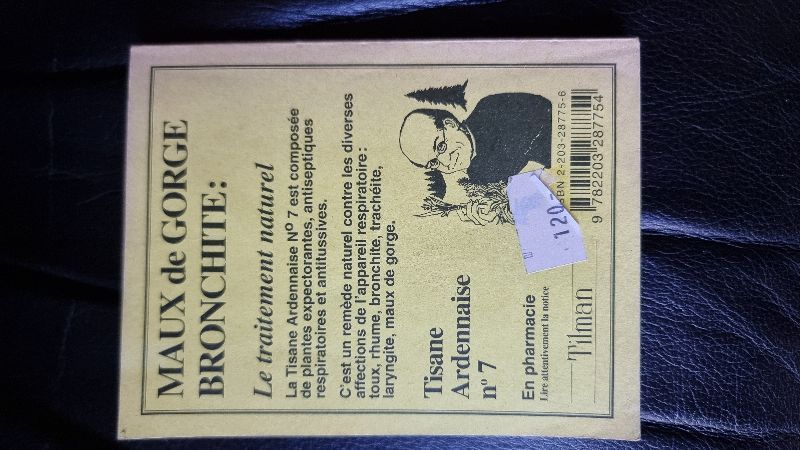 MAUX de GORGE
BRONCHITE:
Le traitement naturel
La Tisane Ardennaise Nº 7 est composée
de plantes expectorantes, antiseptiques
respiratoires et antitussives.
C'est un remède naturel contre les diverses
affections de l'appareil respiratoire:
toux, rhume, bronchite, trachéite,
laryngite, maux de gorge.
Tisane
Ardennaise
nº 7
En pharmacie
Lire attentivement la notice
Tilman
120.-
SBN 2-203-28775-6
9 782203 287754